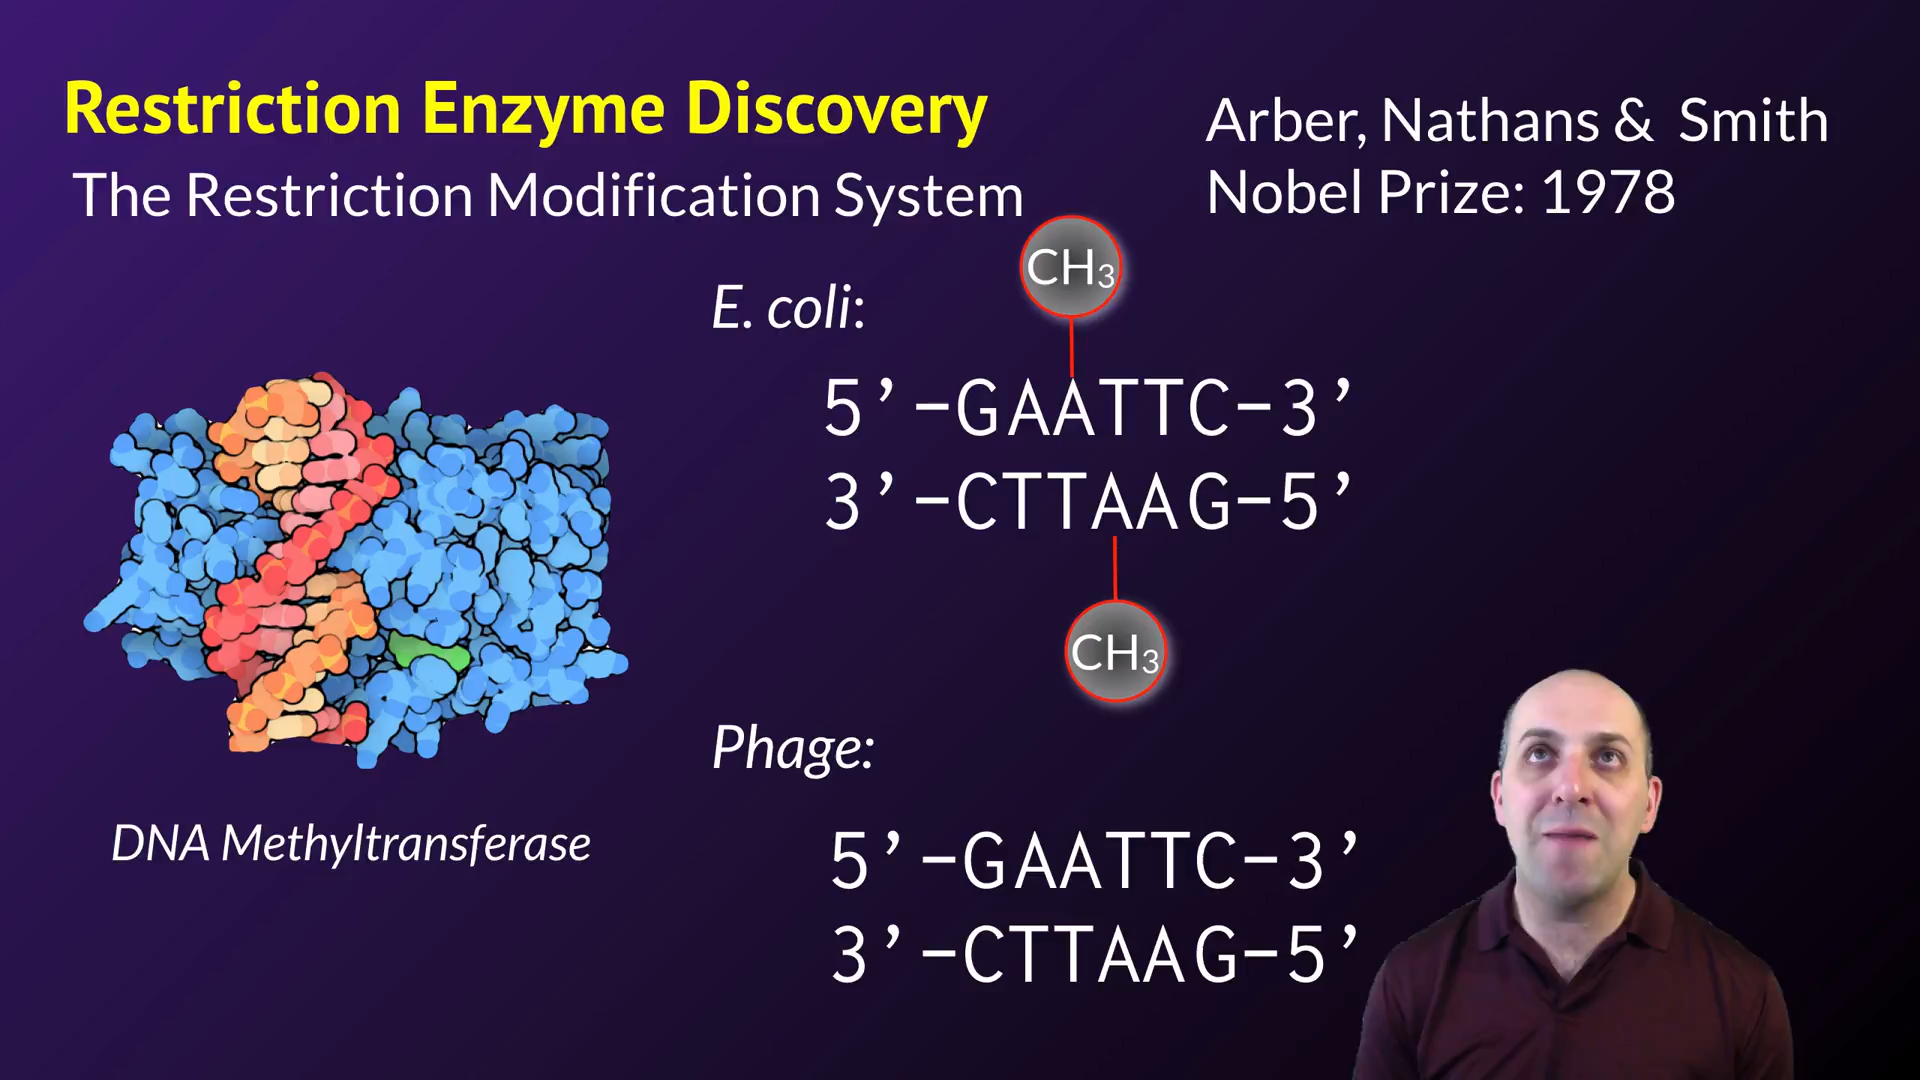 Restriction Enzyme Discovery
The Restriction Modification System
Arber, Nathans & Smith
Nobel Prize: 1978
CH₃
E. coli:
5’-GAATTC-3’
3’-CTTAAG-5’
CH₃
Phage:
5’-GAATTC-3’
3’-CTTAAG-5’
DNA Methyltransferase